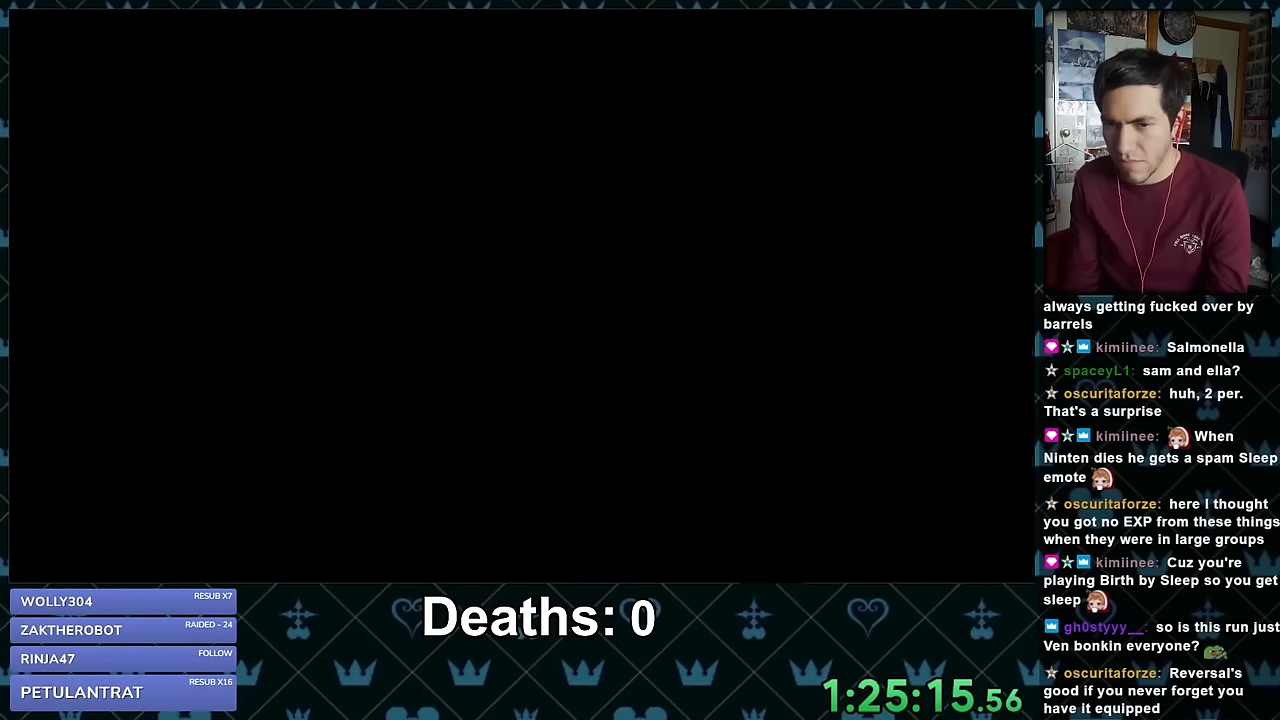 always getting fucked over by
barrels
kimiinee: Salmonella
spaceyL1: sam and ella?
oscuritaforze: huh, 2 per.
That's a surprise
kimiinee: When
Ninten dies he gets a spam Sleep
emote
oscuritaforze: here I thought
you got no EXP from these things
when they were in large groups
kimiinee: Cuz you're
playing Birth by Sleep so you get
sleep
gh0styyy__: so is this run just
Ven bonkin everyone?
oscuritaforze: Reversal's
good if you never forget you
have it equipped
WOLLY304 RESUB X7
ZAKTHEROBOT RAIDED - 24
RINJA47 FOLLOW
PETULANTRAT RESUB X16
Deaths: 0
1:25:15.56